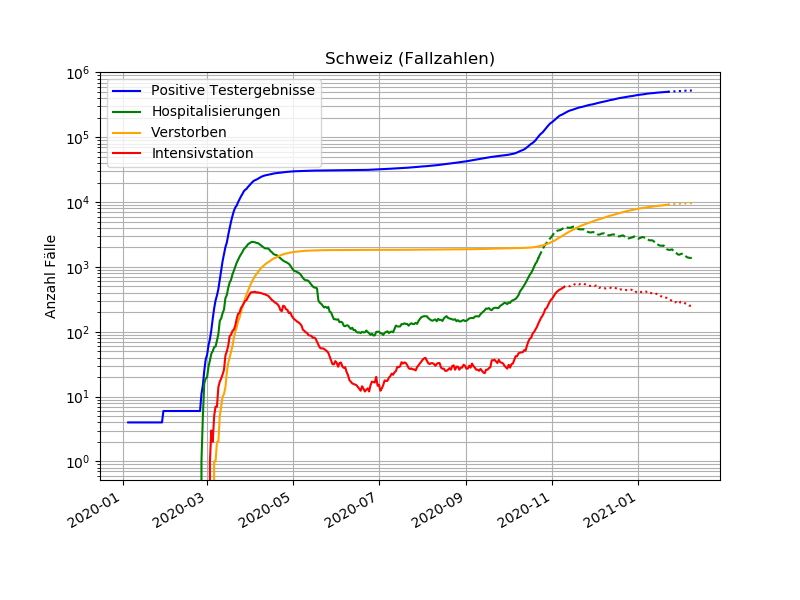 Schweiz (Fallzahlen)
Anzahl Fälle
10^6
10^5
10^4
10^3
10^2
10^1
10^0
Positive Testergebnisse
Hospitalisierungen
Verstorben
Intensivstation
2020-01
2020-03
2020-05
2020-07
2020-09
2020-11
2021-01